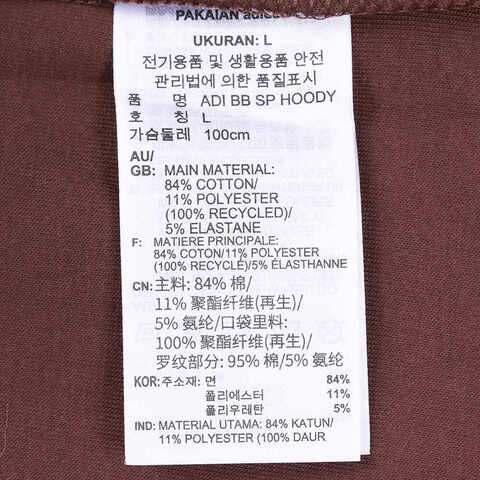 PAKAIAN adidas
UKURAN: L
전기용품 및 생활용품 안전
관리법에 의한 품질표시
품 명 ADI BB SP HOODY
호 칭 L
가슴둘레 100cm
AU/
GB: MAIN MATERIAL:
84% COTTON/
11% POLYESTER
(100% RECYCLED)/
5% ELASTANE
F: MATIERE PRINCIPALE:
84% COTON/11% POLYESTER
(100% RECYCLÉ)/5% ÉLASTHANNE
CN: 主料: 84% 棉/
11% 聚酯纤维(再生)/
5% 氨纶/口袋里料:
100% 聚酯纤维(再生)/
罗纹部分: 95% 棉/5% 氨纶
KOR: 주소재: 면 84%
폴리에스터 11%
폴리우레탄 5%
IND: MATERIAL UTAMA: 84% KATUN/
11% POLYESTER (100% DAUR